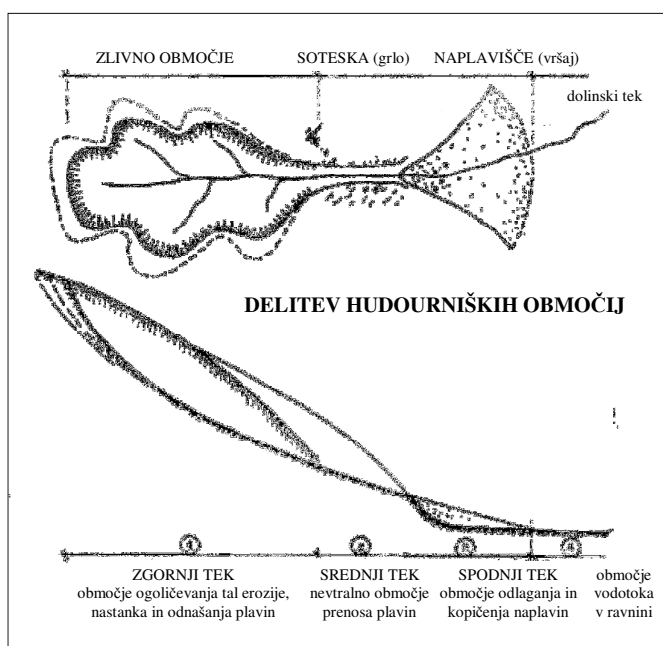 ZLIVNO OBMOČJE
SOTESKA (grlo)
NAPLAVIŠČE (vršaj)
dolinski tek
DELITEV HUDOURNIŠKIH OBMOČIJ
1
2
3
4
ZGORNJI TEK
območje ogoličevanja tal erozije,
nastanka in odnašanja plavin
SREDNJI TEK
nevtralno območje
prenosa plavin
SPODNJI TEK
območje odlaganja in
kopičenja naplavin
območje
vodotoka
v ravnini